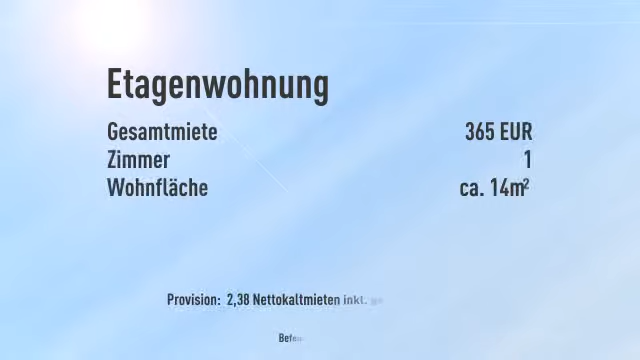 Etagenwohnung
Gesamtmiete 365 EUR
Zimmer 1
Wohnfläche ca. 14m²
Provision: 2,38 Nettokaltmieten inkl.